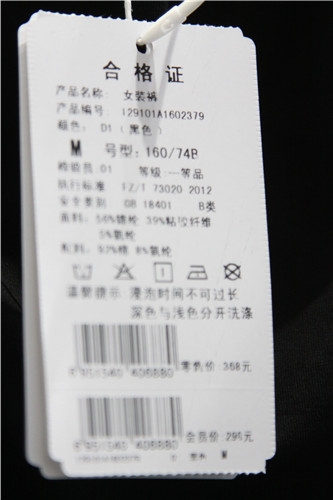 合格证
产品名称: 女装裤
产品编号: 129101A1602379
颜色: D1（黑色）
M 号型: 160/74B
检验员:01 等级:一等品
执行标准 FZ/T 73020 2012
安全类别 GB 18401 B类
面料: 56%锦纶 39%粘胶纤维
5%氨纶
配料: 92%棉 8%氨纶
温馨提示 浸泡时间不可过长
深色与浅色分开洗涤
零售价:368元
会员价:295元
黑色 M